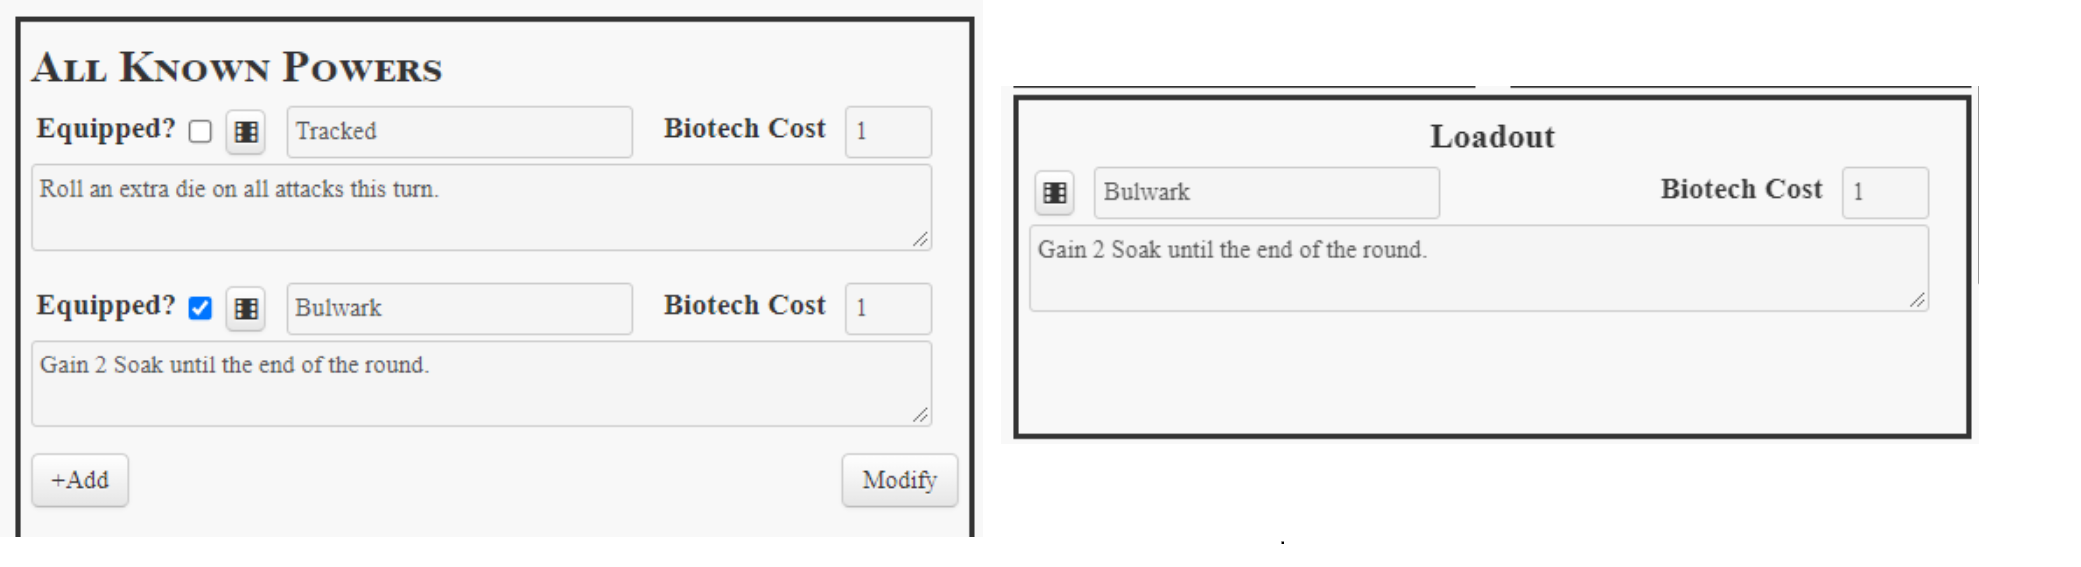 All Known Powers
Equipped? Tracked Biotech Cost 1
Roll an extra die on all attacks this turn.
Equipped? Bulwark Biotech Cost 1
Gain 2 Soak until the end of the round.
+Add Modify
Loadout
Bulwark Biotech Cost 1
Gain 2 Soak until the end of the round.